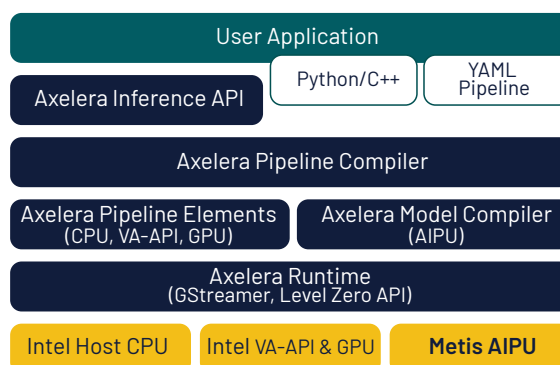 User Application
Python/C++
YAML
Pipeline
Axelera Inference API
Axelera Pipeline Compiler
Axelera Pipeline Elements
(CPU, VA-API, GPU)
Axelera Model Compiler
(AIPU)
Axelera Runtime
(GStreamer, Level Zero API)
Intel Host CPU
Intel VA-API & GPU
Metis AIPU